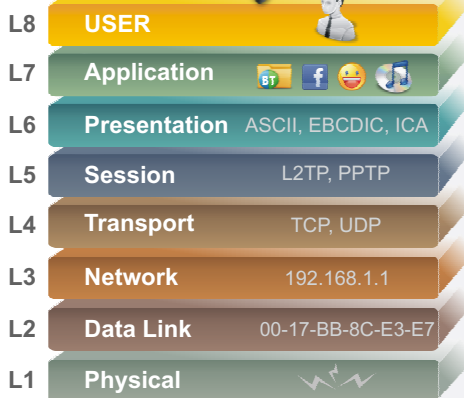 L8 USER
L7 Application BT f
L6 Presentation ASCII, EBCDIC, ICA
L5 Session L2TP, PPTP
L4 Transport TCP, UDP
L3 Network 192.168.1.1
L2 Data Link 00-17-BB-8C-E3-E7
L1 Physical